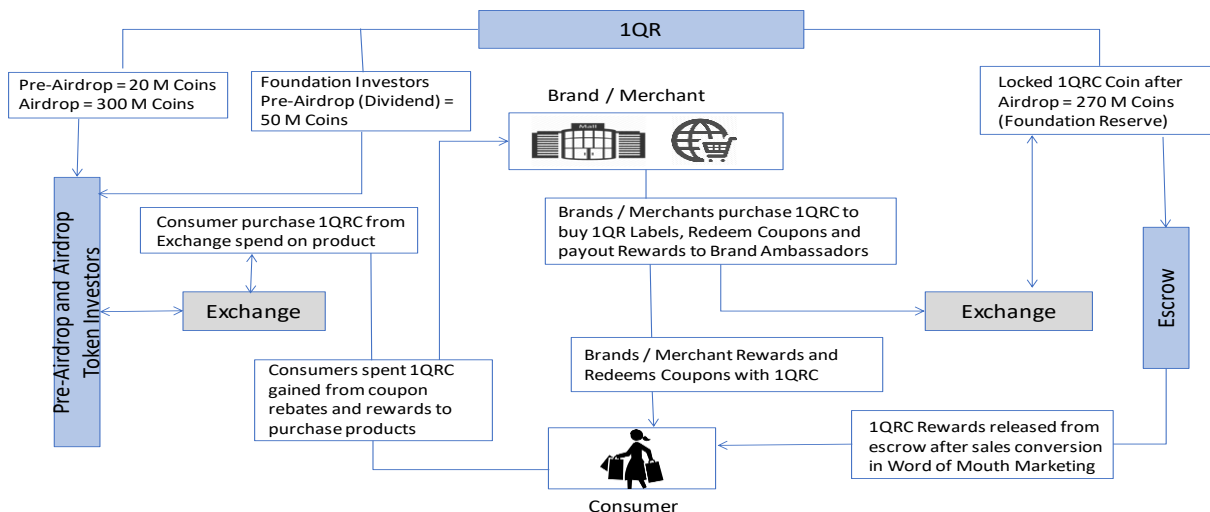 1QR
Pre-Airdrop = 20 M Coins
Airdrop = 300 M Coins
Foundation Investors
Pre-Airdrop (Dividend) =
50 M Coins
Brand / Merchant
Mall
Locked 1QRC Coin after
Airdrop = 270 M Coins
(Foundation Reserve)
Pre-Airdrop and Airdrop
Token Investors
Consumer purchase 1QRC from
Exchange spend on product
Exchange
Brands / Merchants purchase 1QRC to
buy 1QR Labels, Redeem Coupons and
payout Rewards to Brand Ambassadors
Exchange
Escrow
Consumers spent 1QRC
gained from coupon
rebates and rewards to
purchase products
Brands / Merchant Rewards and
Redeems Coupons with 1QRC
1QRC Rewards released from
escrow after sales conversion
in Word of Mouth Marketing
Consumer